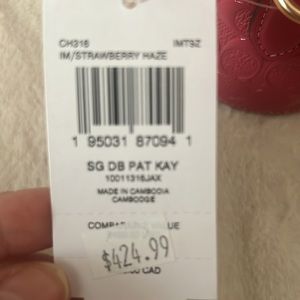 CH316 IMT9Z
IM/STRAWBERRY HAZE
1 95031 87094 1
SG DB PAT KAY
10011316JAX
MADE IN CAMBODIA
CAMBODGE
$424.99
CAD